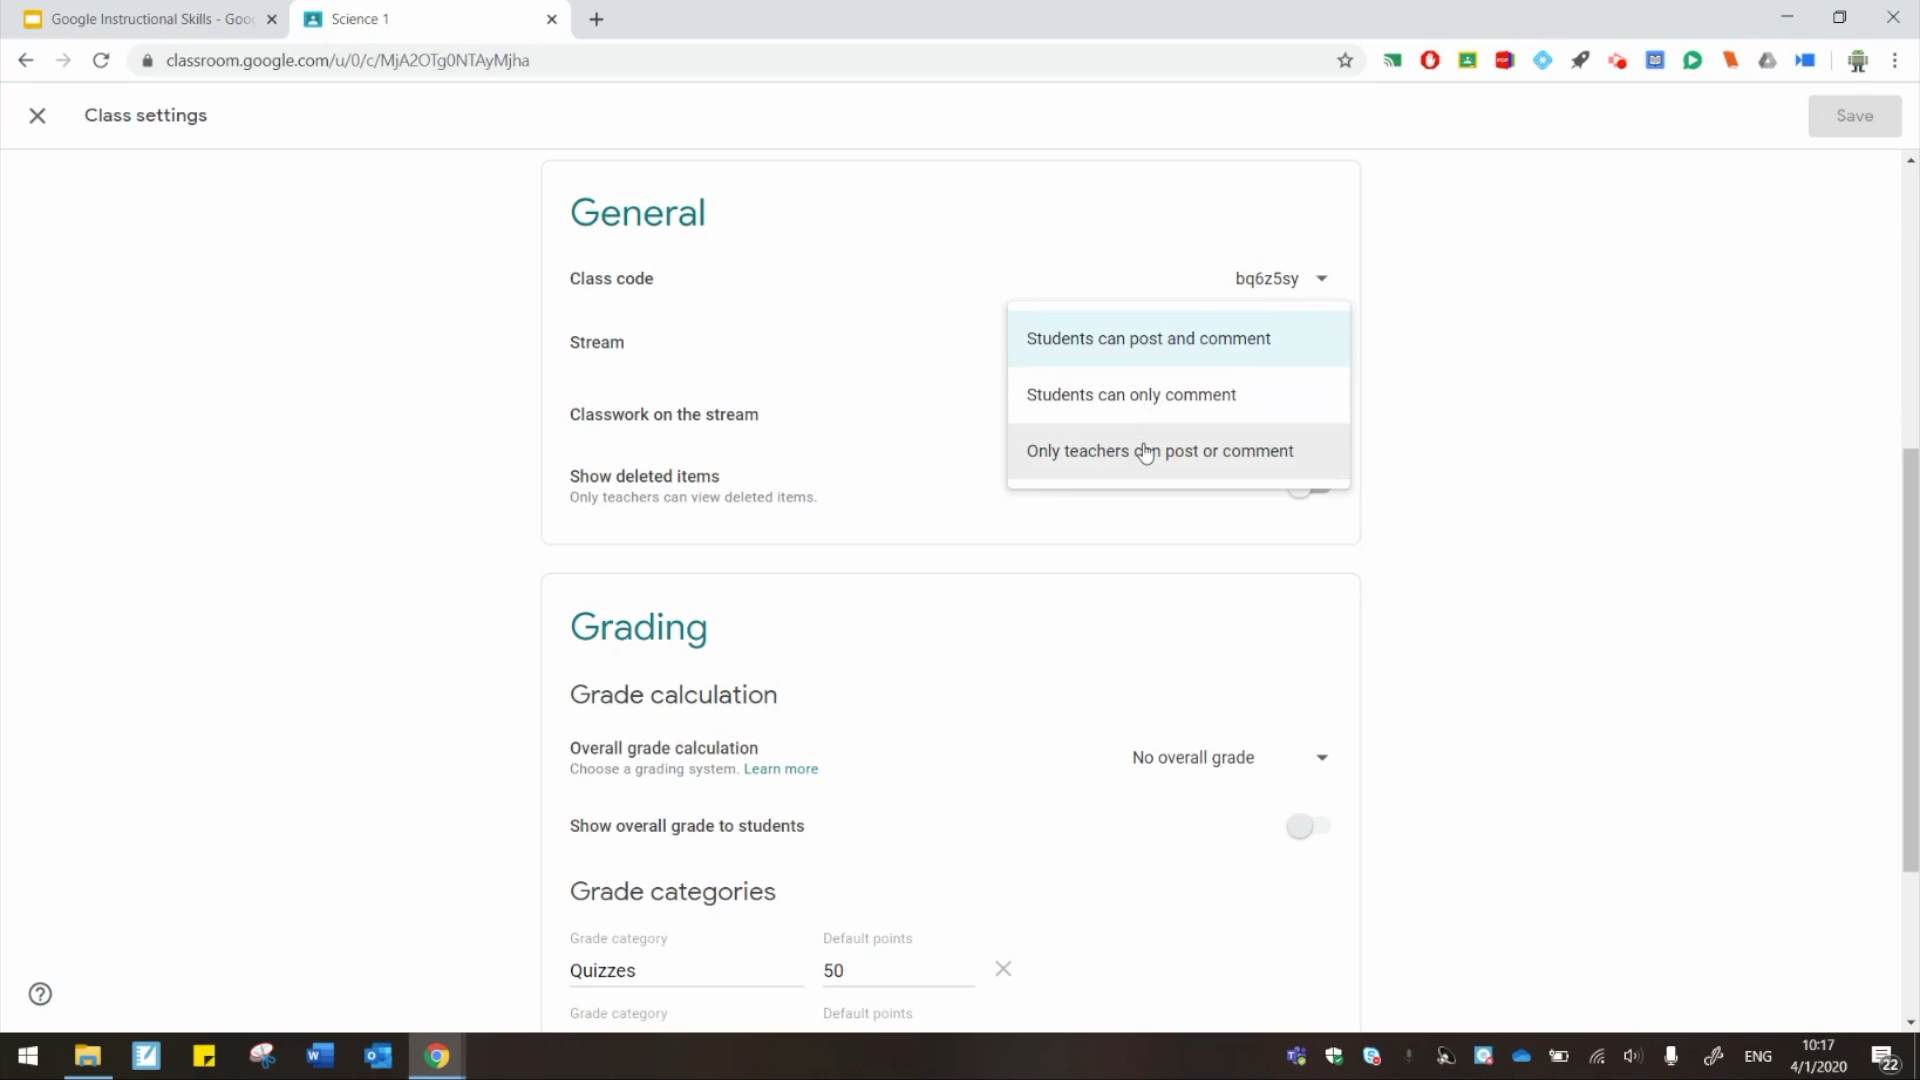 Google Instructional Skills - Goo
Science 1
classroom.google.com/u/0/c/MjA2OTg0NTAyMjha
Class settings
Save
General
Class code
bq6z5sy
Stream
Students can post and comment
Students can only comment
Classwork on the stream
Only teachers can post or comment
Show deleted items
Only teachers can view deleted items.
Grading
Grade calculation
Overall grade calculation
Choose a grading system. Learn more
No overall grade
Show overall grade to students
Grade categories
Grade category
Default points
Quizzes
50
Grade category
Default points
ENG
10:17
4/1/2020
22